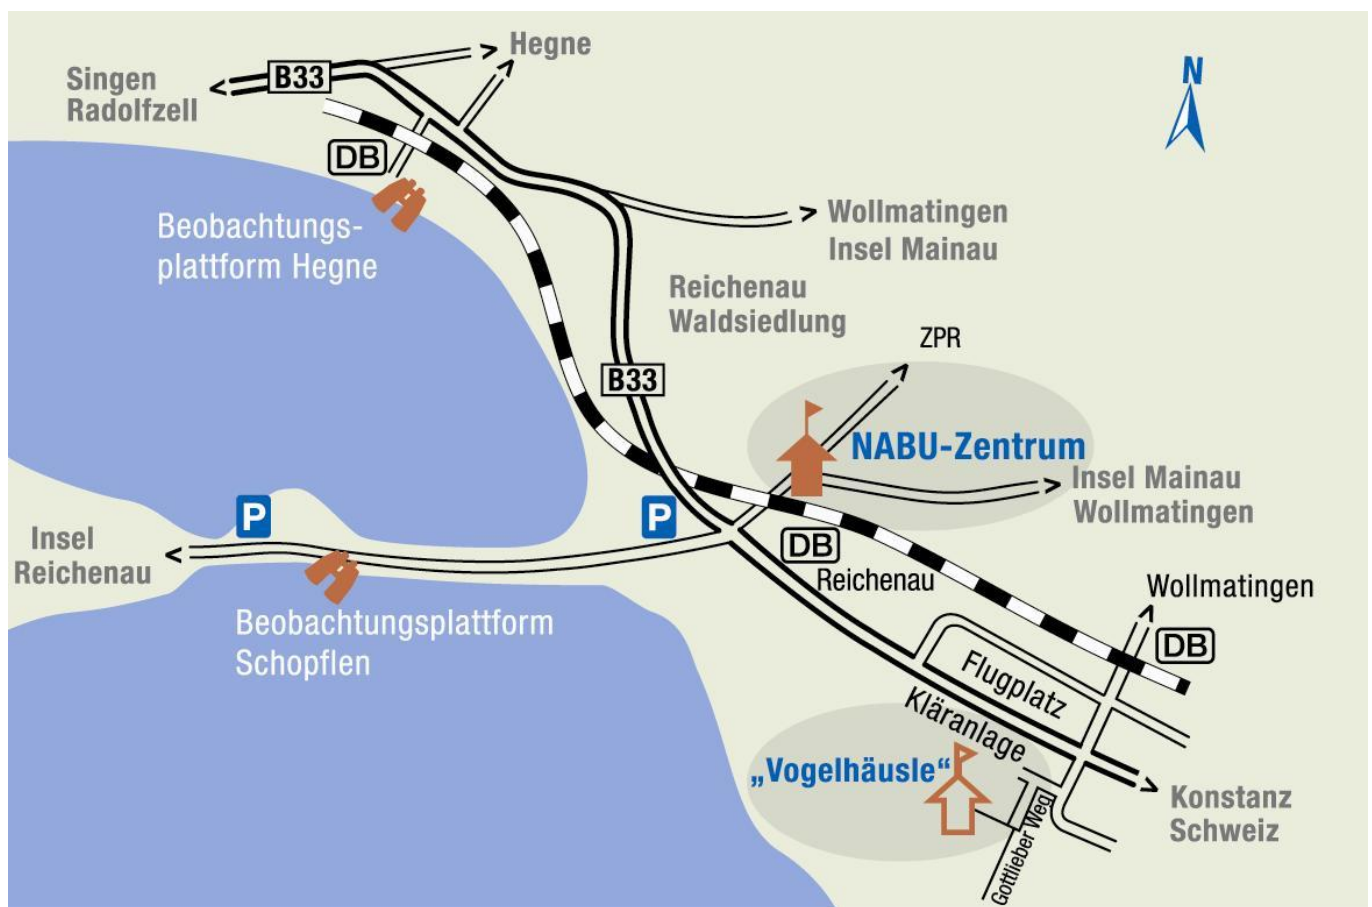 Hegne
N
Singen
Radolfzell
B33
DB
Beobachtungs-
plattform Hegne
Wollmatingen
Insel Mainau
Reichenau
Waldsiedlung
ZPR
B33
NABU-Zentrum
Insel Mainau
Wollmatingen
P
P
Insel
Reichenau
DB
Reichenau
Wollmatingen
Beobachtungsplattform
Schopflen
DB
Flugplatz
Kläranlage
„Vogelhäusle“
Konstanz
Schweiz
Gottlieber Weg